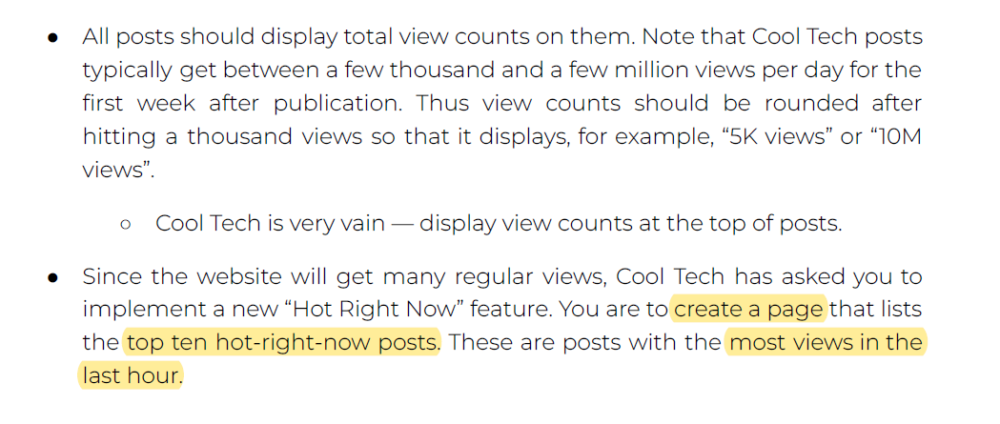 ● All posts should display total view counts on them. Note that Cool Tech posts
typically get between a few thousand and a few million views per day for the
first week after publication. Thus view counts should be rounded after
hitting a thousand views so that it displays, for example, “5K views” or “10M
views”.
○ Cool Tech is very vain — display view counts at the top of posts.
● Since the website will get many regular views, Cool Tech has asked you to
implement a new “Hot Right Now” feature. You are to create a page that lists
the top ten hot-right-now posts. These are posts with the most views in the
last hour.